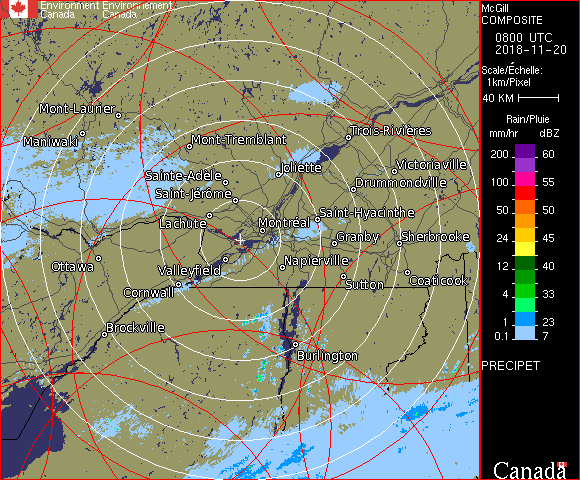 Environment Environnement
Canada Canada
McGill
COMPOSITE
0800 UTC
2018-11-20
Scale/Échelle:
1km/Pixel
40 KM
Rain/Pluie
mm/hr dBZ
200 60
150 57
100 55
50 50
24 45
12 40
4 33
1 23
0.1 7
PRECIPET
Canada
Mont-Laurier
Maniwaki
Mont-Tremblant
Trois-Rivières
Sainte-Adèle
Joliette
Victoriaville
Saint-Jérôme
Drummondville
Lachute
Montréal
Saint-Hyacinthe
Granby
Sherbrooke
Ottawa
Valleyfield
Napierville
Cornwall
Sutton
Coaticook
Brockville
Burlington